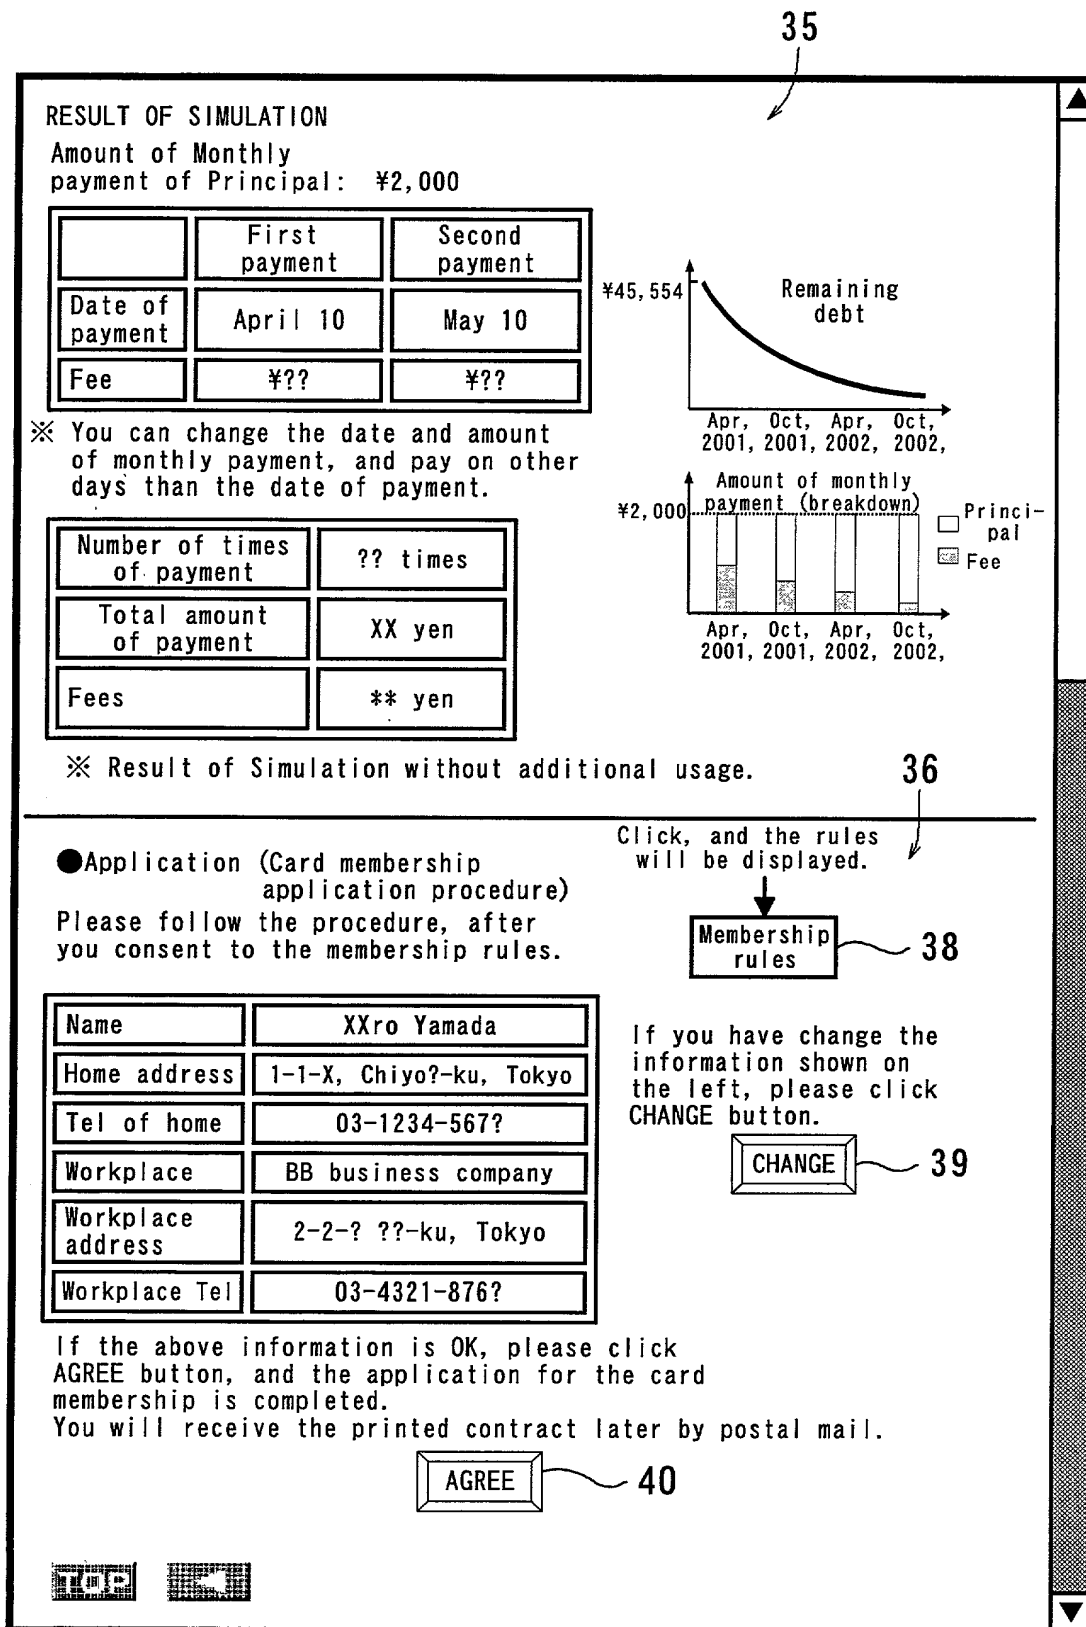 35
RESULT OF SIMULATION
Amount of Monthly
payment of Principal: ¥2,000
First payment
Second payment
Date of payment
April 10
May 10
Fee
¥??
¥??
※ You can change the date and amount
of monthly payment, and pay on other
days than the date of payment.
¥45,554
Remaining
debt
Apr, Oct, Apr, Oct,
2001, 2001, 2002, 2002,
Amount of monthly
payment (breakdown)
¥2,000
Princi-
pal
Fee
Apr, Oct, Apr, Oct,
2001, 2001, 2002, 2002,
Number of times
of payment
?? times
Total amount
of payment
XX yen
Fees
** yen
※ Result of Simulation without additional usage.
36
●Application (Card membership
application procedure)
Please follow the procedure, after
you consent to the membership rules.
Click, and the rules
will be displayed.
Membership
rules
38
Name
XXro Yamada
Home address
1-1-X, Chiyo?-ku, Tokyo
Tel of home
03-1234-567?
Workplace
BB business company
Workplace
address
2-2-? ??-ku, Tokyo
Workplace Tel
03-4321-876?
If you have change the
information shown on
the left, please click
CHANGE button.
CHANGE
39
If the above information is OK, please click
AGREE button, and the application for the card
membership is completed.
You will receive the printed contract later by postal mail.
AGREE
40
TOP